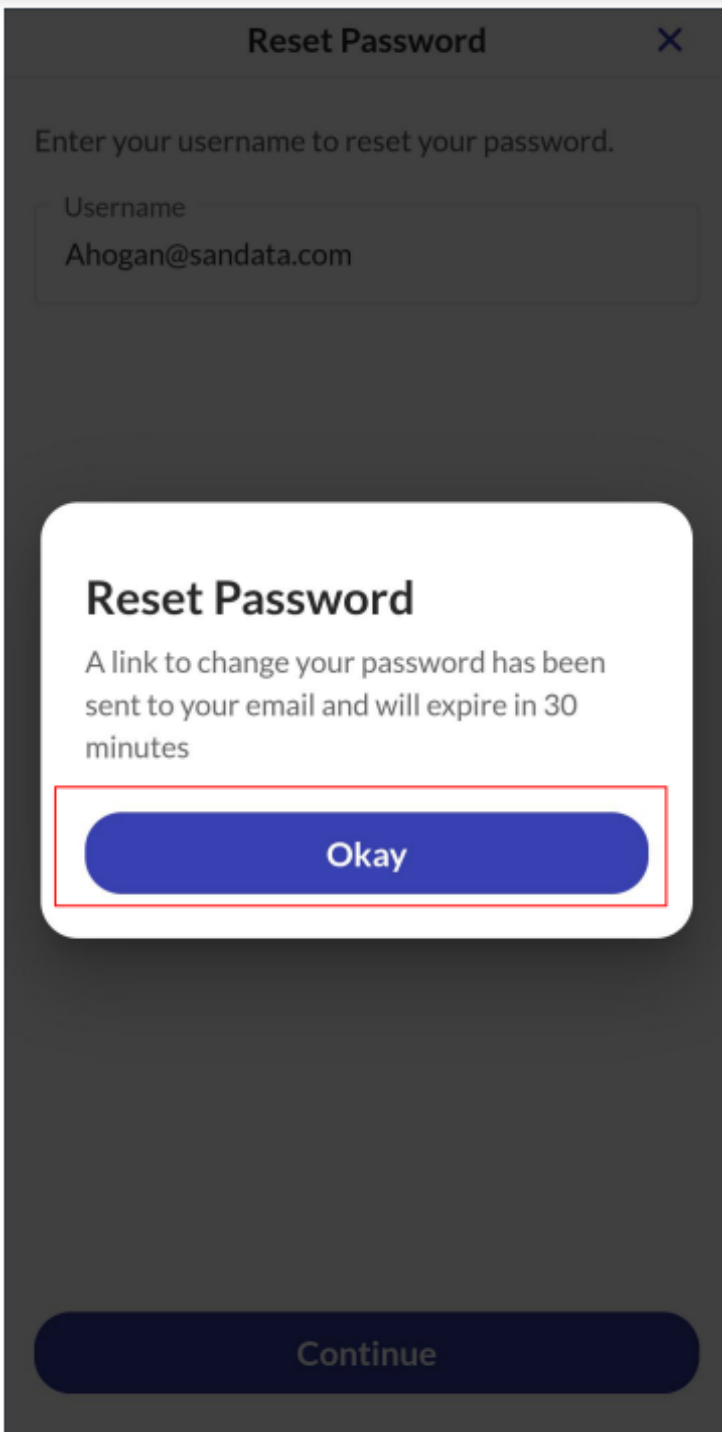 Reset Password
Enter your username to reset your password.
Username
Ahogan@sandata.com
Reset Password
A link to change your password has been
sent to your email and will expire in 30
minutes
Okay
Continue